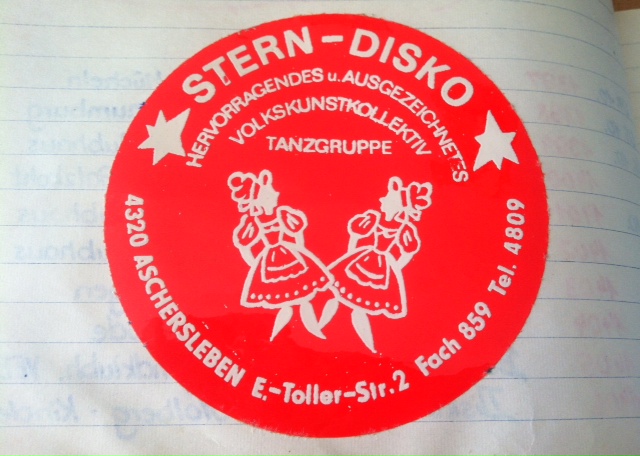 STERN-DISKO
HERVORRAGENDES u. AUSGEZEICHNETES
VOLKSKUNSTKOLLEKTIV
TANZGRUPPE
4320 ASCHERSLEBEN E.-Toller-Str. 2 Fach 859 Tel. 4809